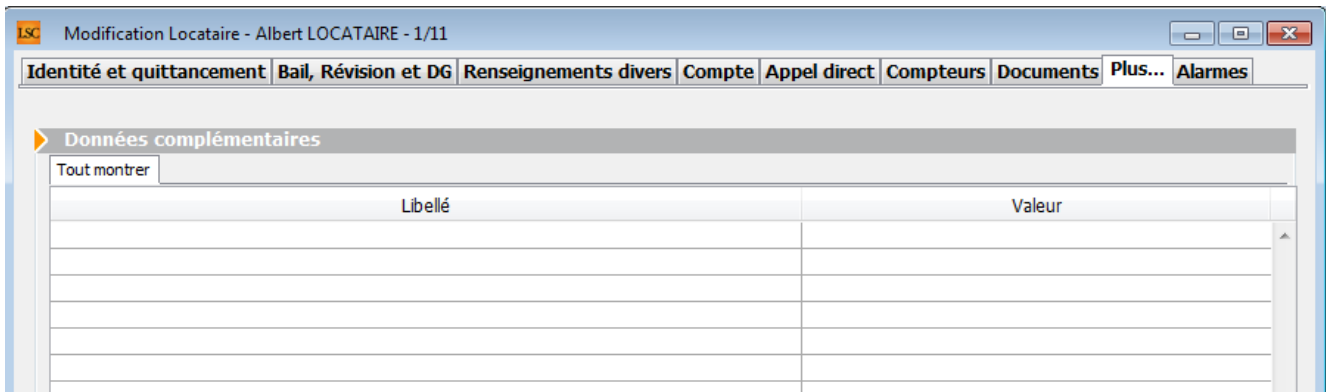 LSC Modification Locataire - Albert LOCATAIRE - 1/11
Identité et quittancement Bail, Révision et DG Renseignements divers Compte Appel direct Compteurs Documents Plus... Alarmes
Données complémentaires
Tout montrer
Libellé Valeur